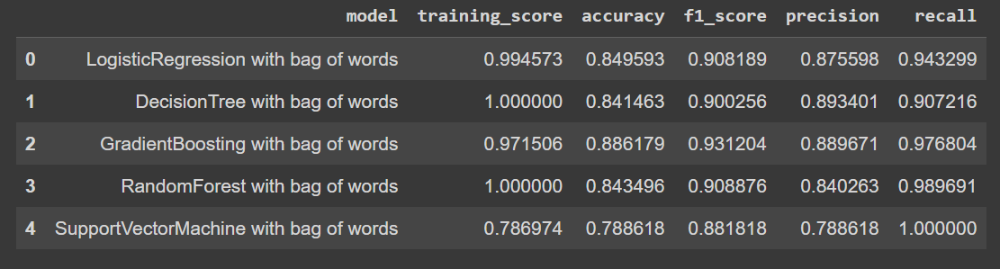 model training_score accuracy f1_score precision recall
0 LogisticRegression with bag of words 0.994573 0.849593 0.908189 0.875598 0.943299
1 DecisionTree with bag of words 1.000000 0.841463 0.900256 0.893401 0.907216
2 GradientBoosting with bag of words 0.971506 0.886179 0.931204 0.889671 0.976804
3 RandomForest with bag of words 1.000000 0.843496 0.908876 0.840263 0.989691
4 SupportVectorMachine with bag of words 0.786974 0.788618 0.881818 0.788618 1.000000